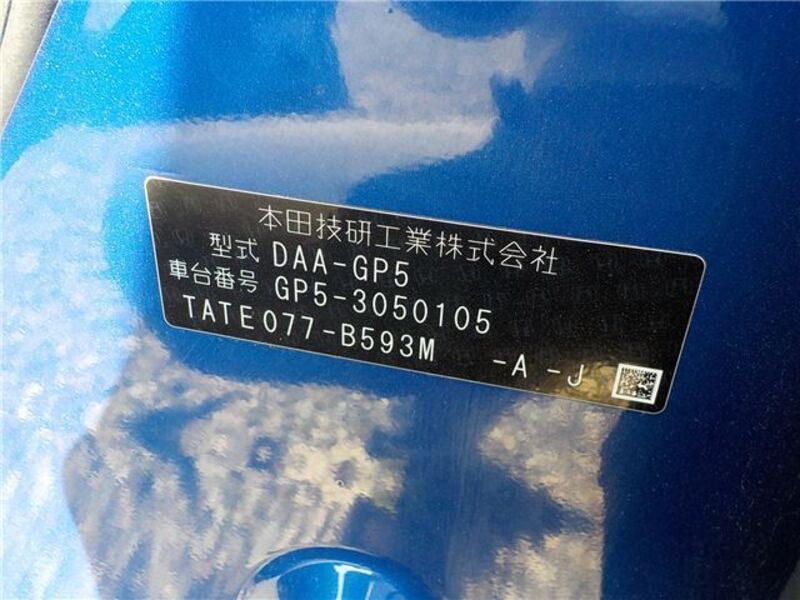 本田技研工業株式会社
型式 DAA-GP5
車台番号 GP5-3050105
TATE077-B593M -A -J